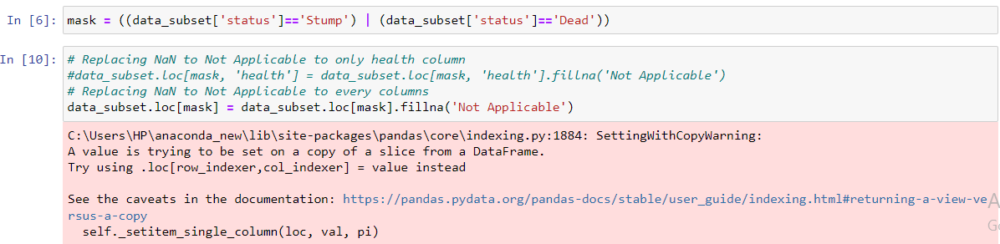 In [6]: mask = ((data_subset['status']=='Stump') | (data_subset['status']=='Dead'))
In [10]: # Replacing NaN to Not Applicable to only health column
#data_subset.loc[mask, 'health'] = data_subset.loc[mask, 'health'].fillna('Not Applicable')
# Replacing NaN to Not Applicable to every columns
data_subset.loc[mask] = data_subset.loc[mask].fillna('Not Applicable')
C:\Users\HP\anaconda_new\lib\site-packages\pandas\core\indexing.py:1884: SettingWithCopyWarning:
A value is trying to be set on a copy of a slice from a DataFrame.
Try using .loc[row_indexer,col_indexer] = value instead
See the caveats in the documentation: https://pandas.pydata.org/pandas-docs/stable/user_guide/indexing.html#returning-a-view-ve
rsus-a-copy
self._setitem_single_column(loc, val, pi)